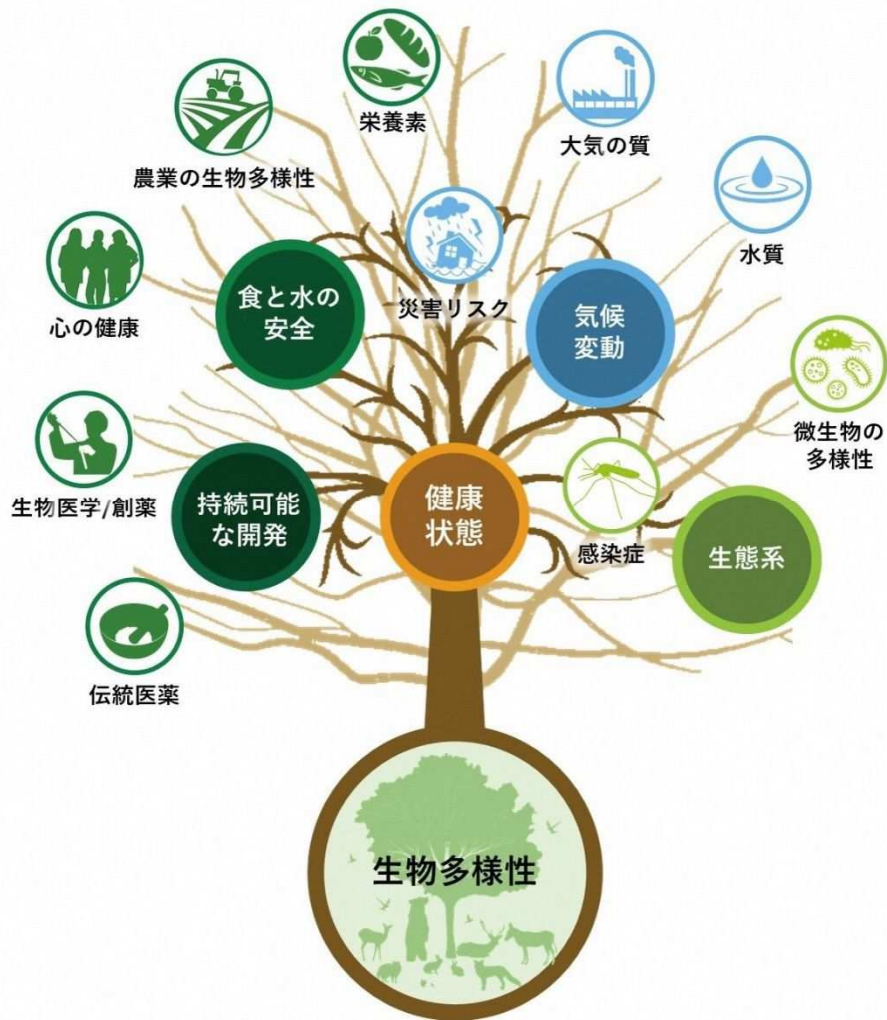 栄養素
大気の質
農業の生物多様性
水質
心の健康
食と水の
安全
災害リスク
気候
変動
微生物の
多様性
生物医学/創薬
持続可能
な開発
健康
状態
感染症
生態系
伝統医薬
生物多様性